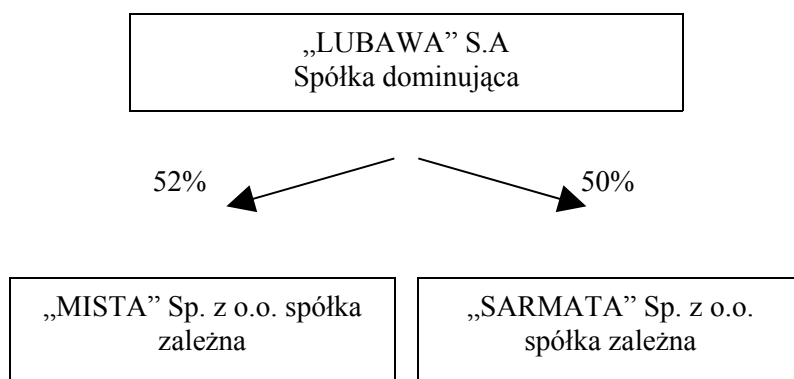 „LUBAWA” S.A
Spółka dominująca
52%
50%
„MISTA” Sp. z o.o. spółka
zależna
„SARMATA” Sp. z o.o.
spółka zależna